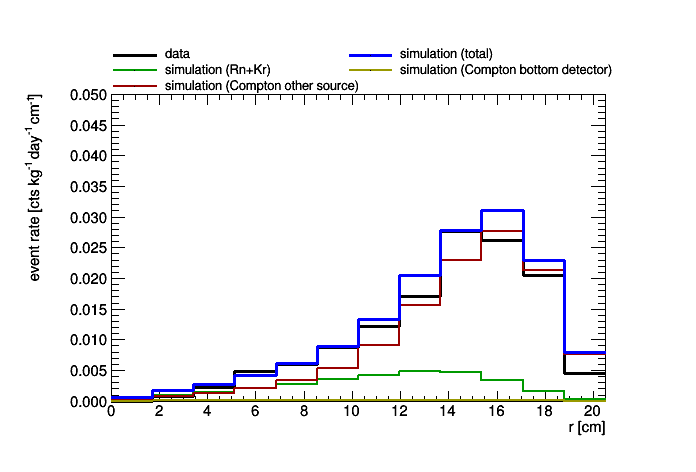 data
simulation (total)
simulation (Rn+Kr)
simulation (Compton bottom detector)
simulation (Compton other source)
event rate [cts kg⁻¹ day⁻¹ cm⁻¹]
0.050
0.045
0.040
0.035
0.030
0.025
0.020
0.015
0.010
0.005
0.000
0 2 4 6 8 10 12 14 16 18 20
r [cm]